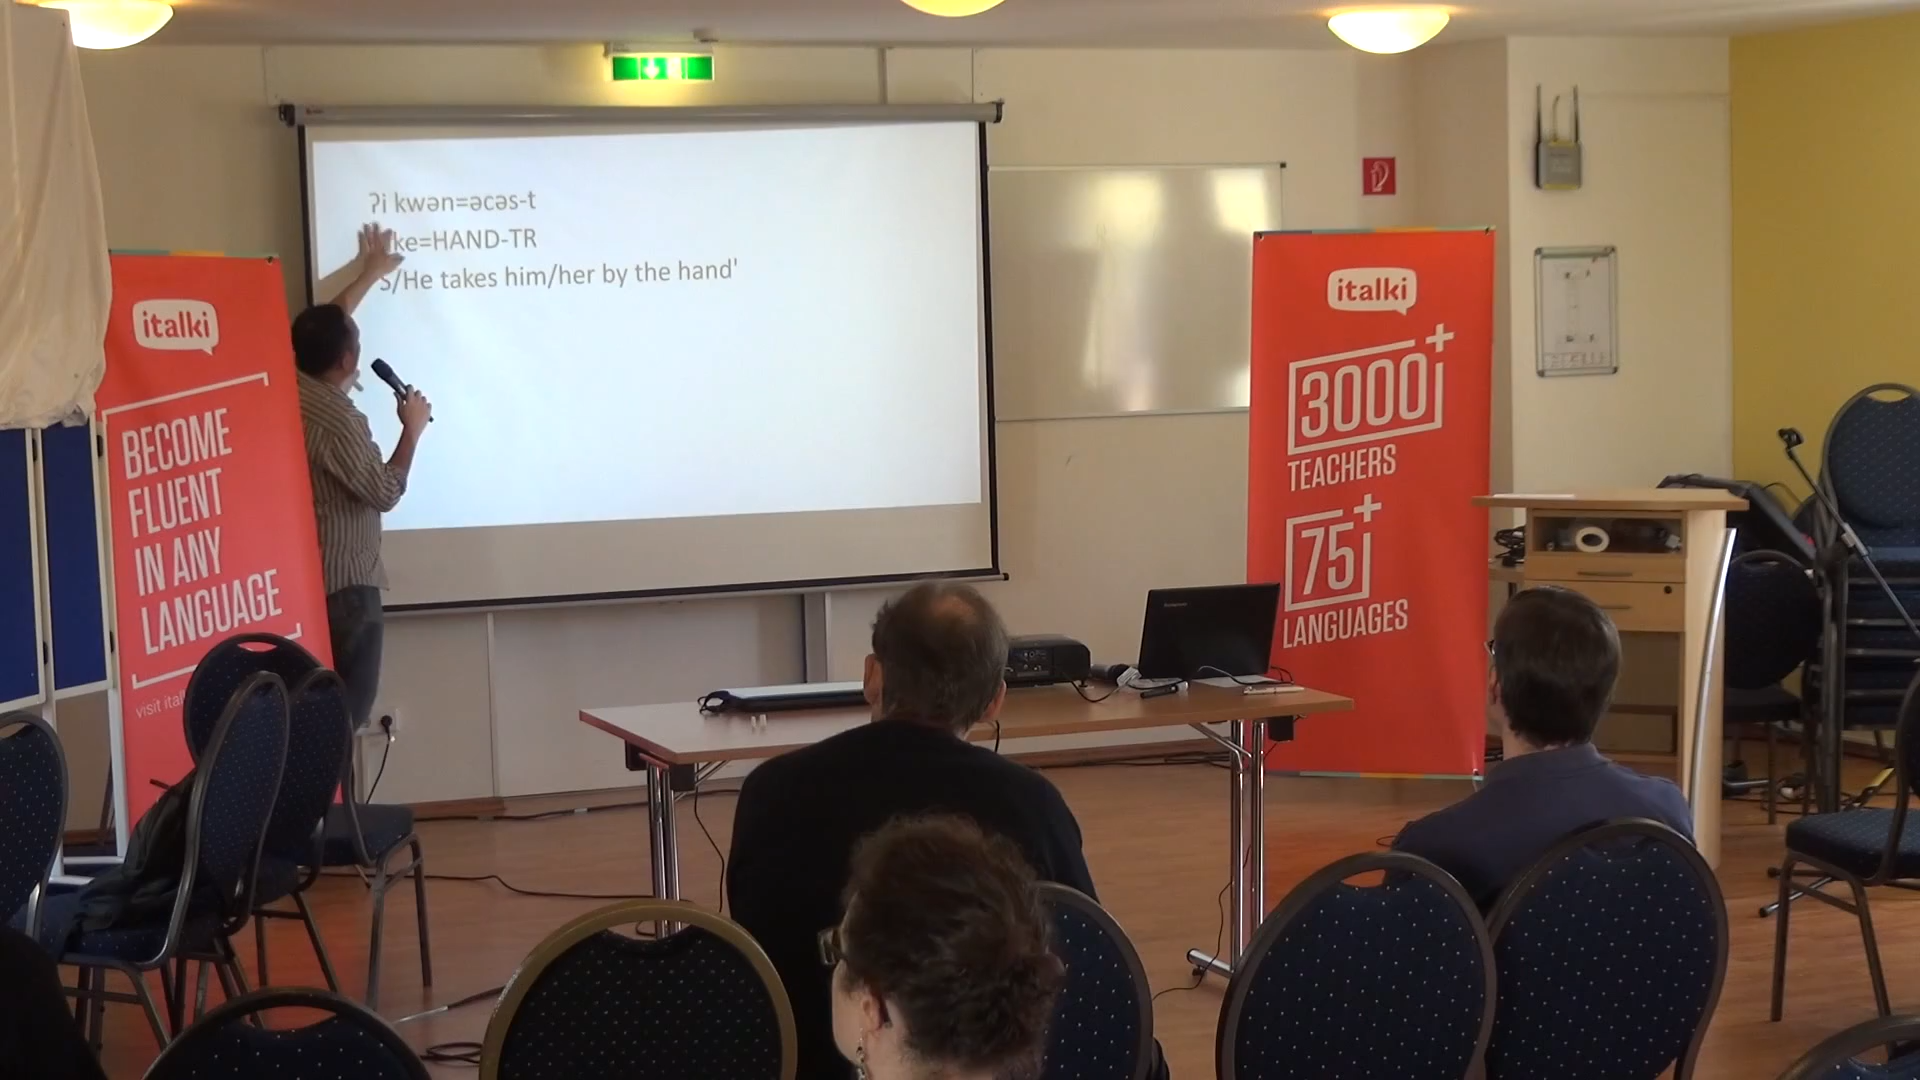 ʔi kwən=əcəs-t
=HAND-TR
S/He takes him/her by the hand'
italki
BECOME
FLUENT
IN ANY
LANGUAGE
visit
italki
3000+
TEACHERS
75+
LANGUAGES